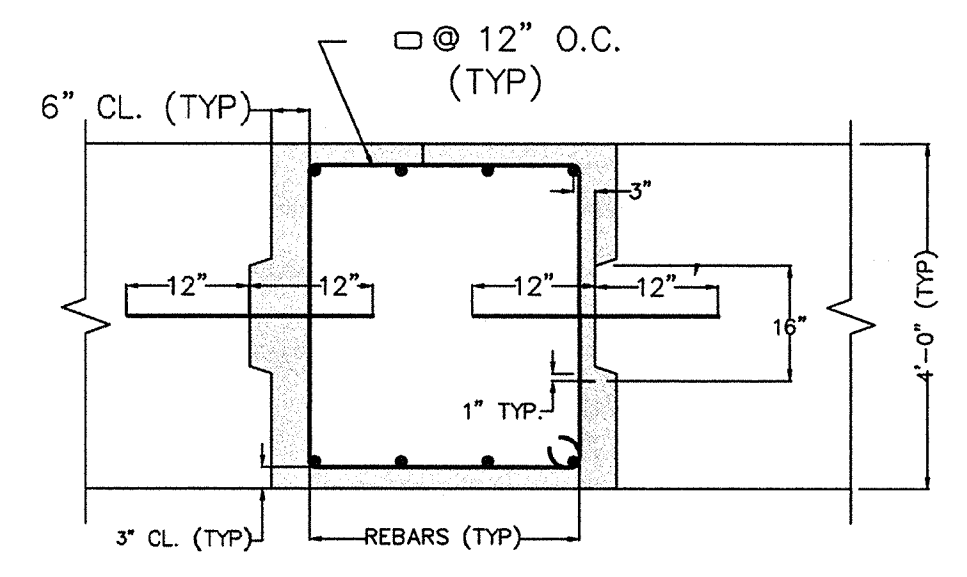 ▭ @ 12" O.C.
(TYP)
6" CL. (TYP)
3"
12"
12"
12"
12"
16"
4'-0" (TYP)
1" TYP.
3" CL. (TYP)
REBARS (TYP)